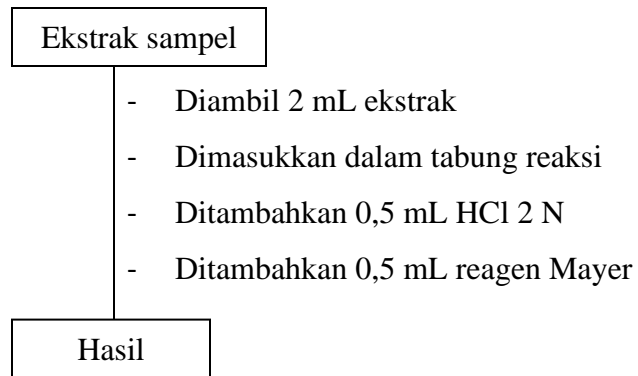 Ekstrak sampel
- Diambil 2 mL ekstrak
- Dimasukkan dalam tabung reaksi
- Ditambahkan 0,5 mL HCl 2 N
- Ditambahkan 0,5 mL reagen Mayer
Hasil